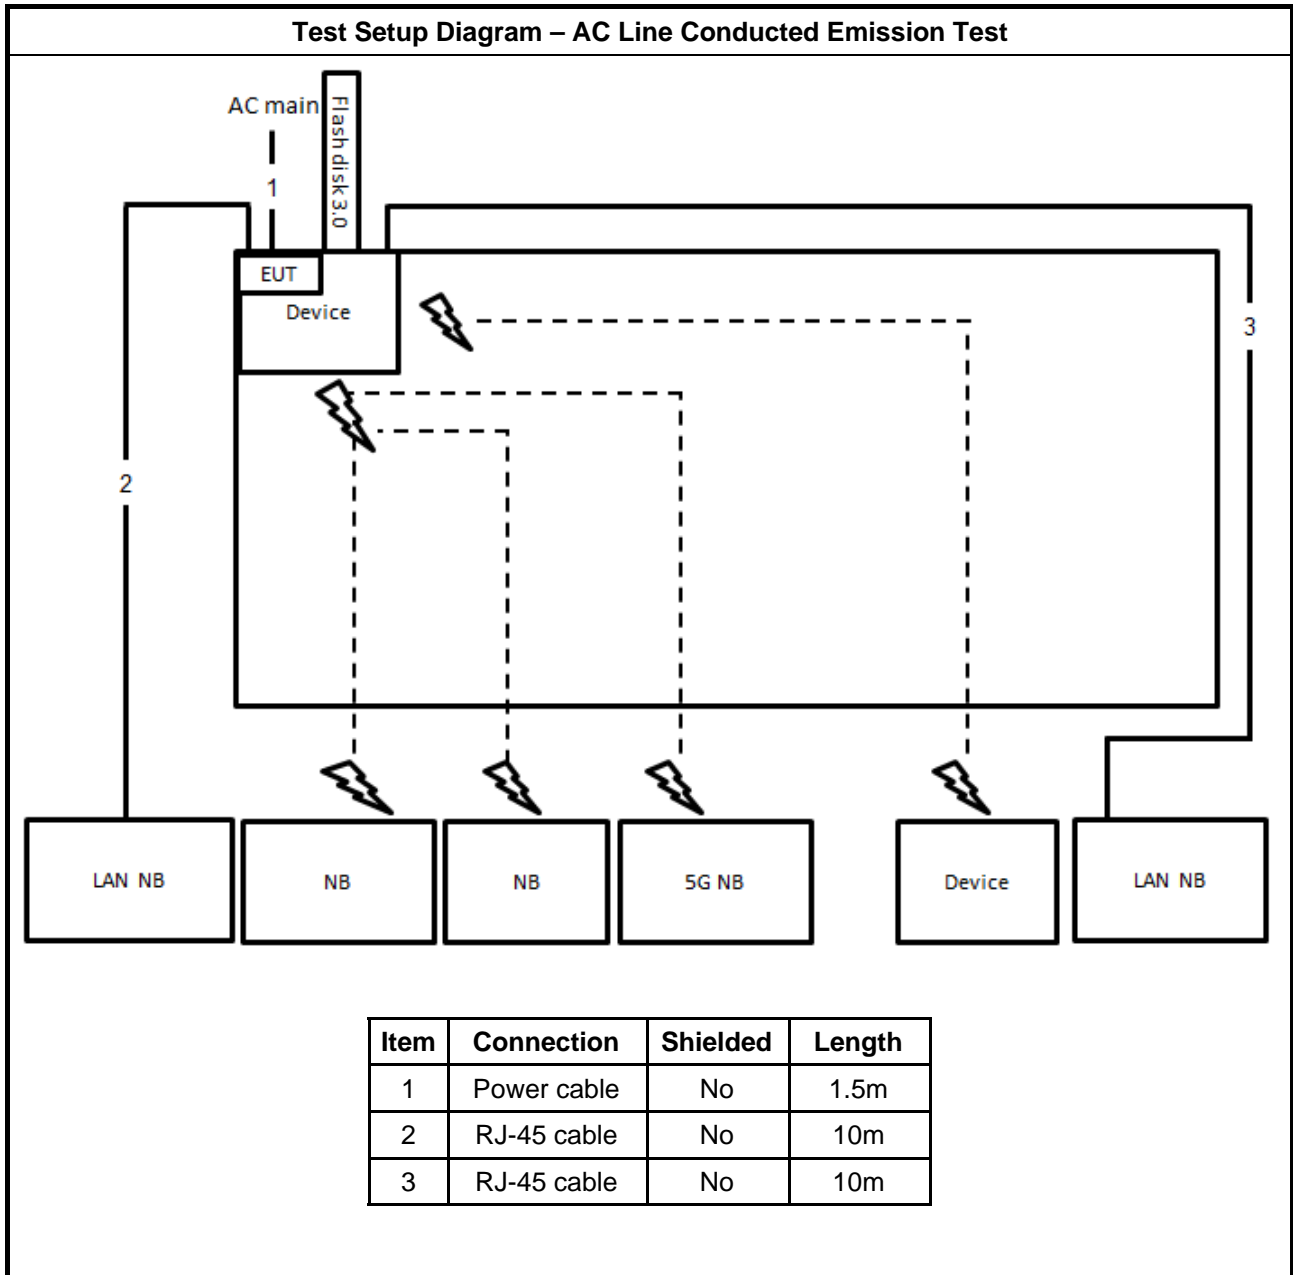 Test Setup Diagram – AC Line Conducted Emission Test
AC main
Flash disk 3.0
1
EUT
Device
3
2
LAN NB
NB
NB
5G NB
Device
LAN NB
Item Connection Shielded Length
1 Power cable No 1.5m
2 RJ-45 cable No 10m
3 RJ-45 cable No 10m